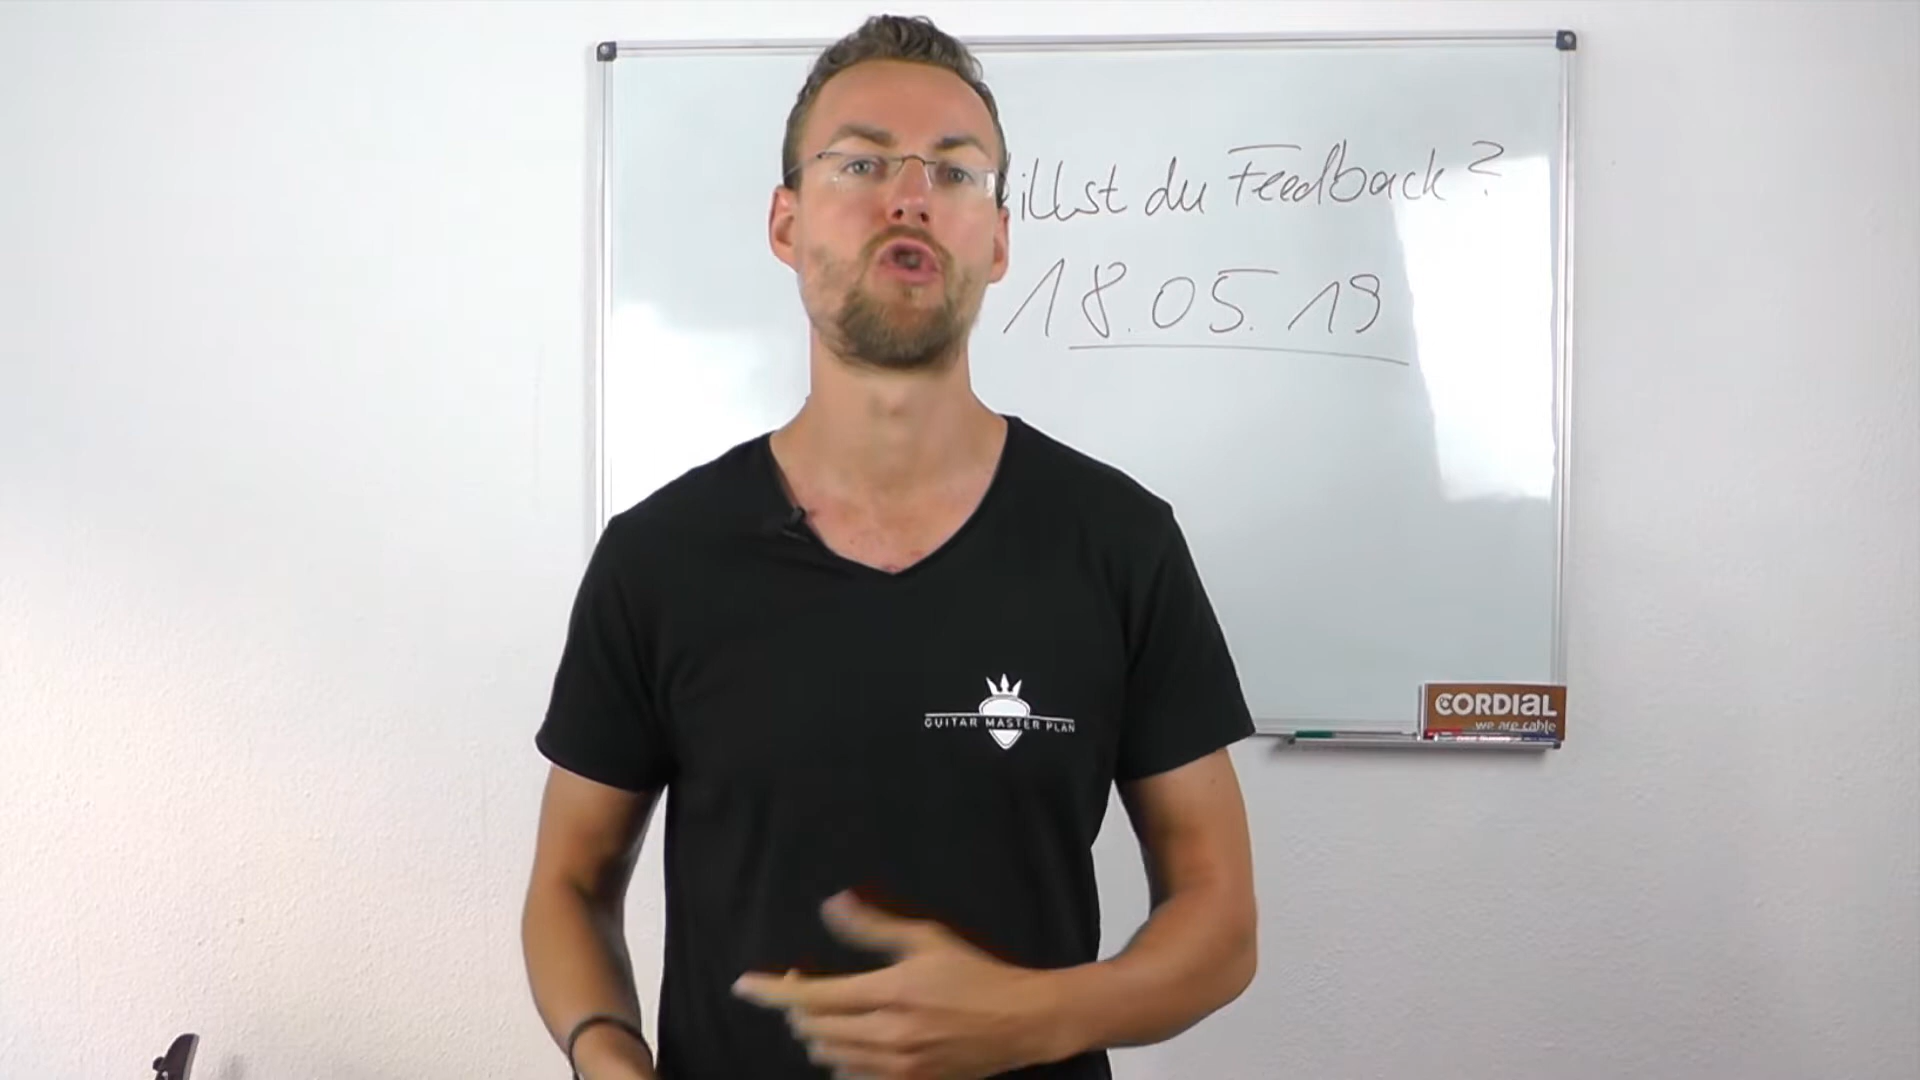 illst du Feedback?
18.05.19
GUITAR MASTER PLAN
CORDIAL
we are cable